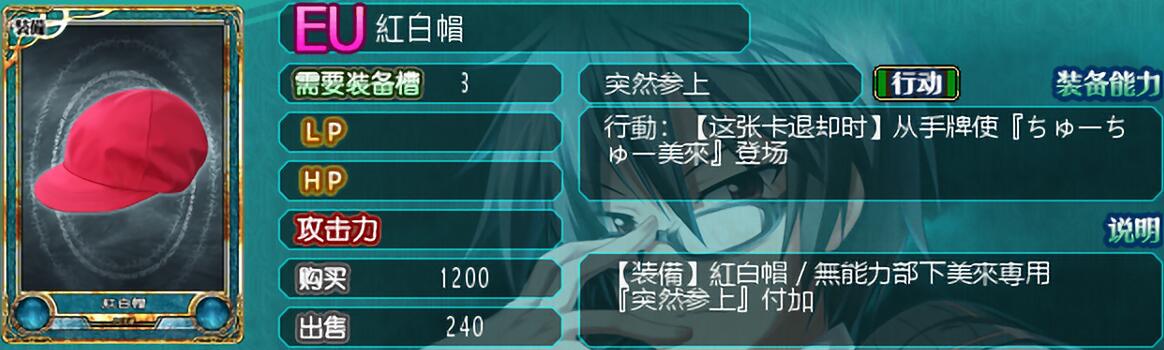 装備
紅白帽
EU 紅白帽
需要装备槽 3
LP
HP
攻击力
购买 1200
出售 240
突然参上 行动 装备能力
行動：【这张卡退却时】从手牌使『ちゅーち
ゅー美來』登场
说明
【装備】紅白帽／無能力部下美來専用
『突然参上』付加